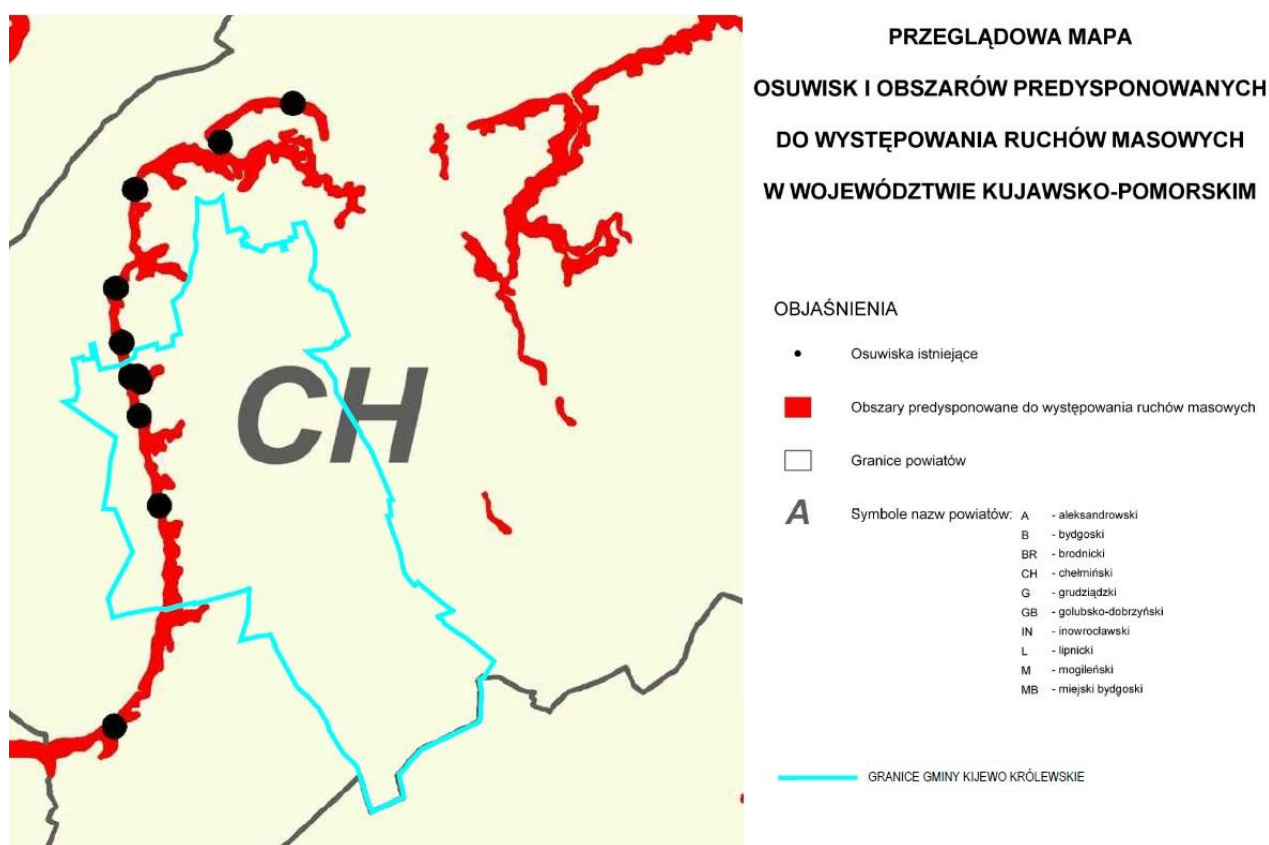 PRZEGLĄDOWA MAPA
OSUWISK I OBSZARÓW PREDYSPONOWANYCH
DO WYSTĘPOWANIA RUCHÓW MASOWYCH
W WOJEWÓDZTWIE KUJAWSKO-POMORSKIM
CH
OBJAŚNIENIA
Osuwiska istniejące
Obszary predysponowane do występowania ruchów masowych
Granice powiatów
A Symbole nazw powiatów: A - aleksandrowski
B - bydgoski
BR - brodnicki
CH - chełmiński
G - grudziądzki
GB - golubsko-dobrzyński
IN - inowrocławski
L - lipnicki
M - mogileński
MB - miejski bydgoski
GRANICE GMINY KIJEWO KRÓLEWSKIE